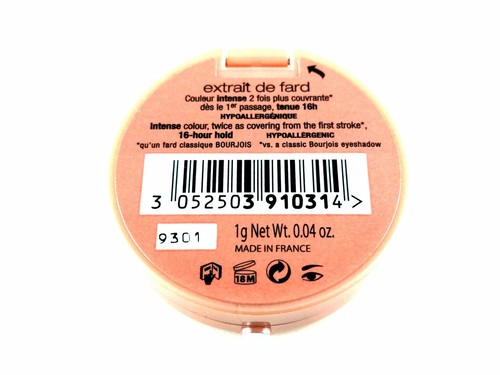 extrait de fard
Couleur intense 2 fois plus couvrante*
dès le 1er passage, tenue 16h
HYPOALLERGÉNIQUE
Intense colour, twice as covering from the first stroke*,
16-hour hold HYPOALLERGENIC
*qu'un fard classique BOURJOIS *vs. a classic Bourjois eyeshadow
3 052503 910314 >
9301
1g Net Wt. 0.04 oz.
MADE IN FRANCE
18M